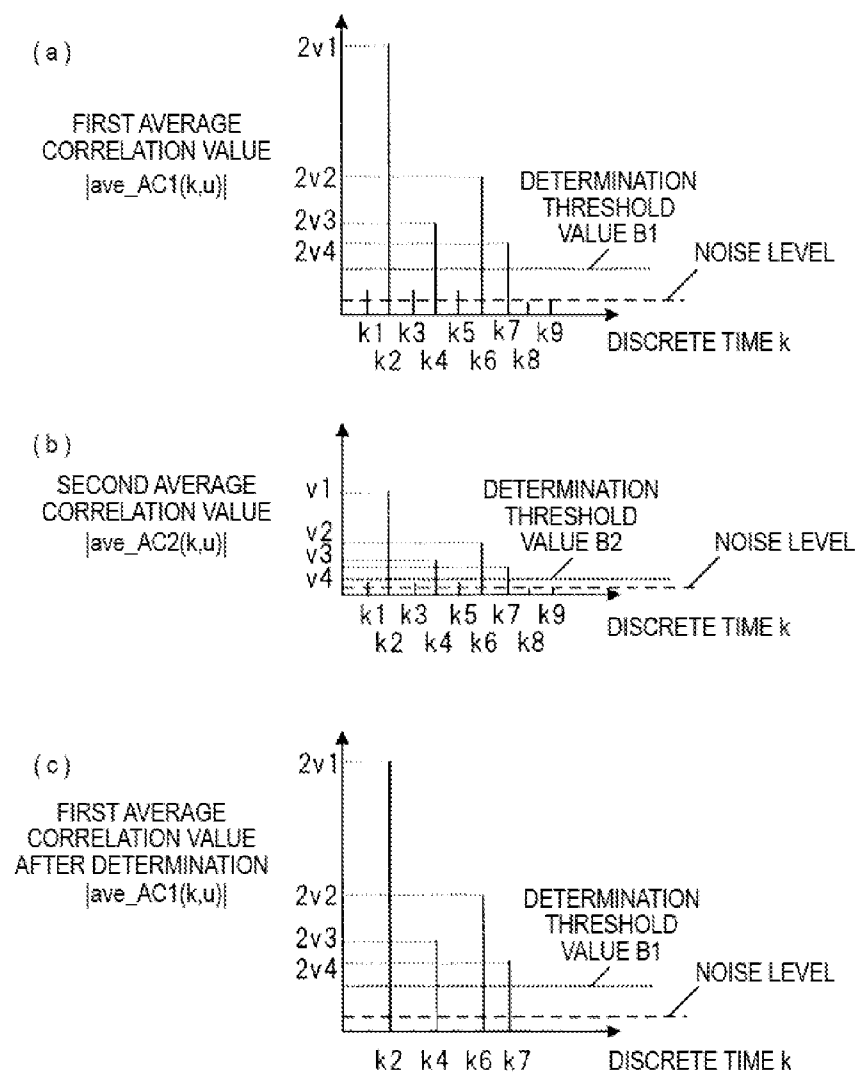 (a)
FIRST AVERAGE
CORRELATION VALUE
|ave_AC1(k,u)|
2v1
2v2
2v3
2v4
DETERMINATION
THRESHOLD
VALUE B1
NOISE LEVEL
k1 k3 k5 k7 k9
k2 k4 k6 k8
DISCRETE TIME k
(b)
SECOND AVERAGE
CORRELATION VALUE
|ave_AC2(k,u)|
v1
v2
v3
v4
DETERMINATION
THRESHOLD
VALUE B2
NOISE LEVEL
k1 k3 k5 k7 k9
k2 k4 k6 k8
DISCRETE TIME k
(c)
FIRST AVERAGE
CORRELATION VALUE
AFTER DETERMINATION
|ave_AC1(k,u)|
2v1
2v2
2v3
2v4
DETERMINATION
THRESHOLD
VALUE B1
NOISE LEVEL
k2 k4 k6 k7
DISCRETE TIME k